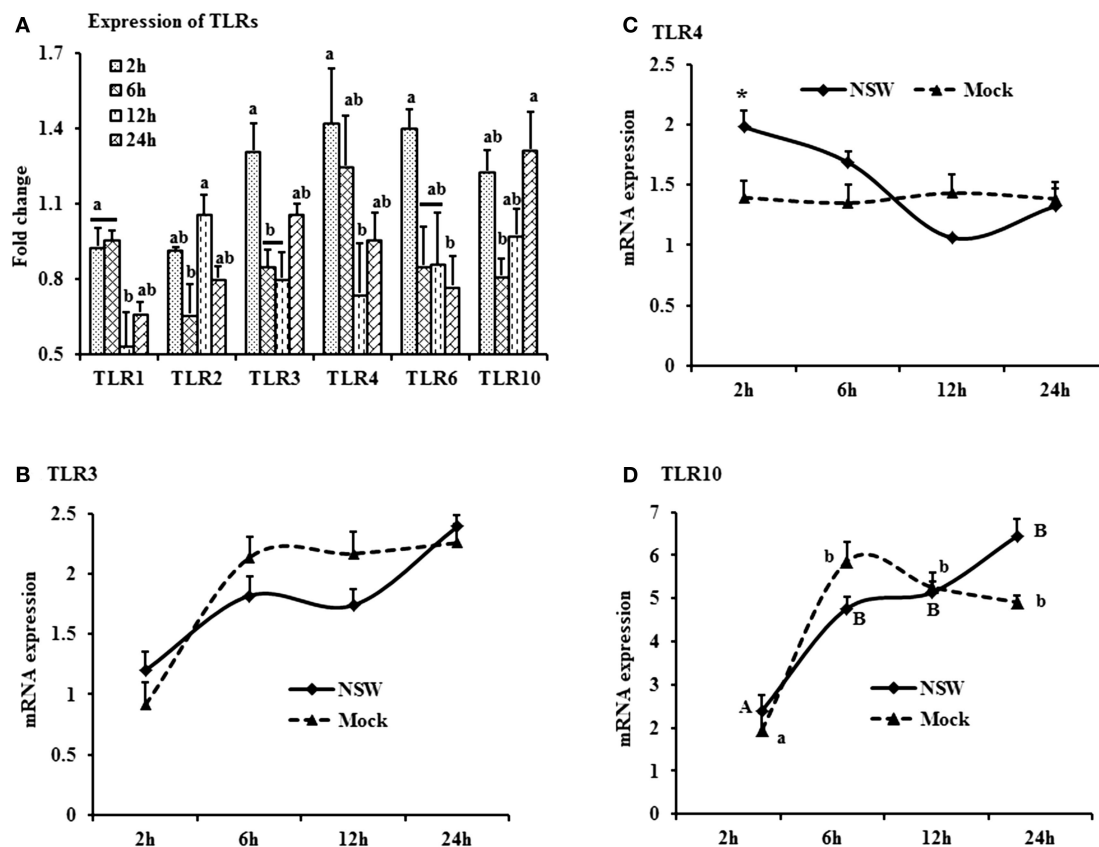 A Expression of TLRs
Fold change
1.7
1.4
1.1
0.8
0.5
2h
6h
12h
24h
a b ab
ab b a ab
a b ab
a ab b ab
a ab b
ab b ab a
TLR1 TLR2 TLR3 TLR4 TLR6 TLR10
C TLR4
mRNA expression
2.5
2
1.5
1
0.5
0
NSW Mock
*
2h 6h 12h 24h
B TLR3
mRNA expression
2.5
2
1.5
1
0.5
0
NSW
Mock
2h 6h 12h 24h
D TLR10
mRNA expression
7
6
5
4
3
2
1
0
A B B B
a b b b
NSW
Mock
2h 6h 12h 24h